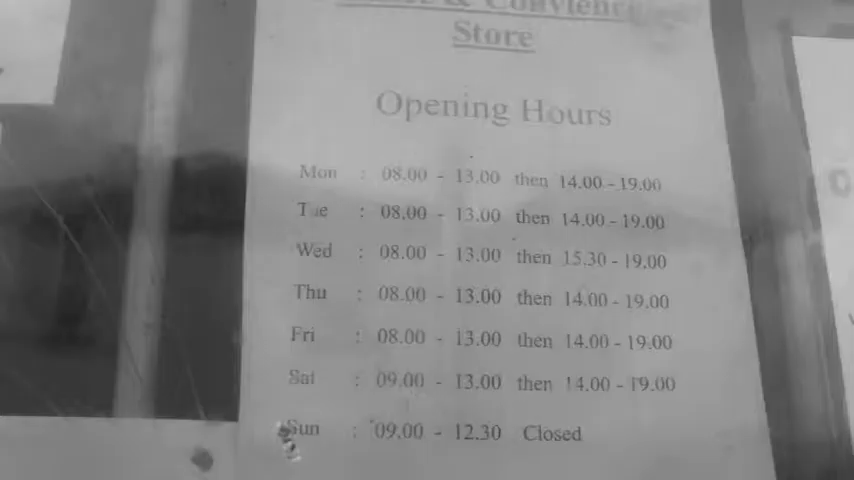 & Convience
Store
Opening Hours
Mon : 08.00 - 13.00 then 14.00 - 19.00
Tue : 08.00 - 13.00 then 14.00 - 19.00
Wed : 08.00 - 13.00 then 15.30 - 19.00
Thu : 08.00 - 13.00 then 14.00 - 19.00
Fri : 08.00 - 13.00 then 14.00 - 19.00
Sat : 09.00 - 13.00 then 14.00 - 19.00
Sun : 09.00 - 12.30 Closed